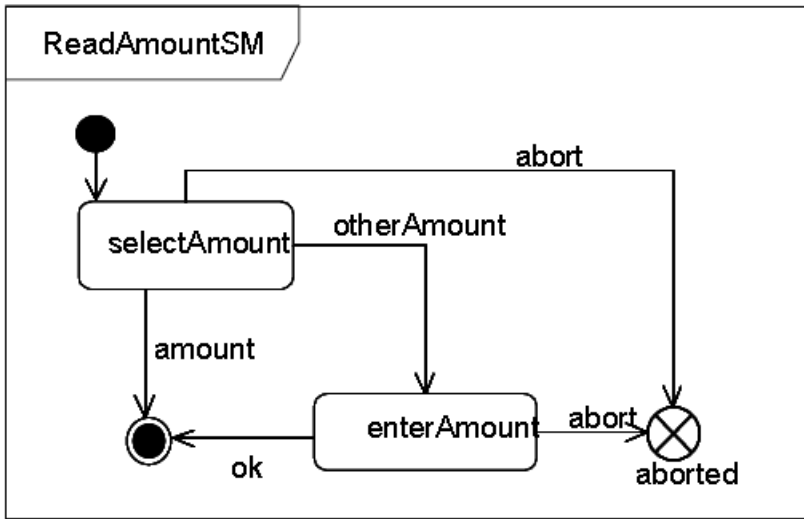 ReadAmountSM
abort
otherAmount
selectAmount
amount
enterAmount
abort
ok
aborted